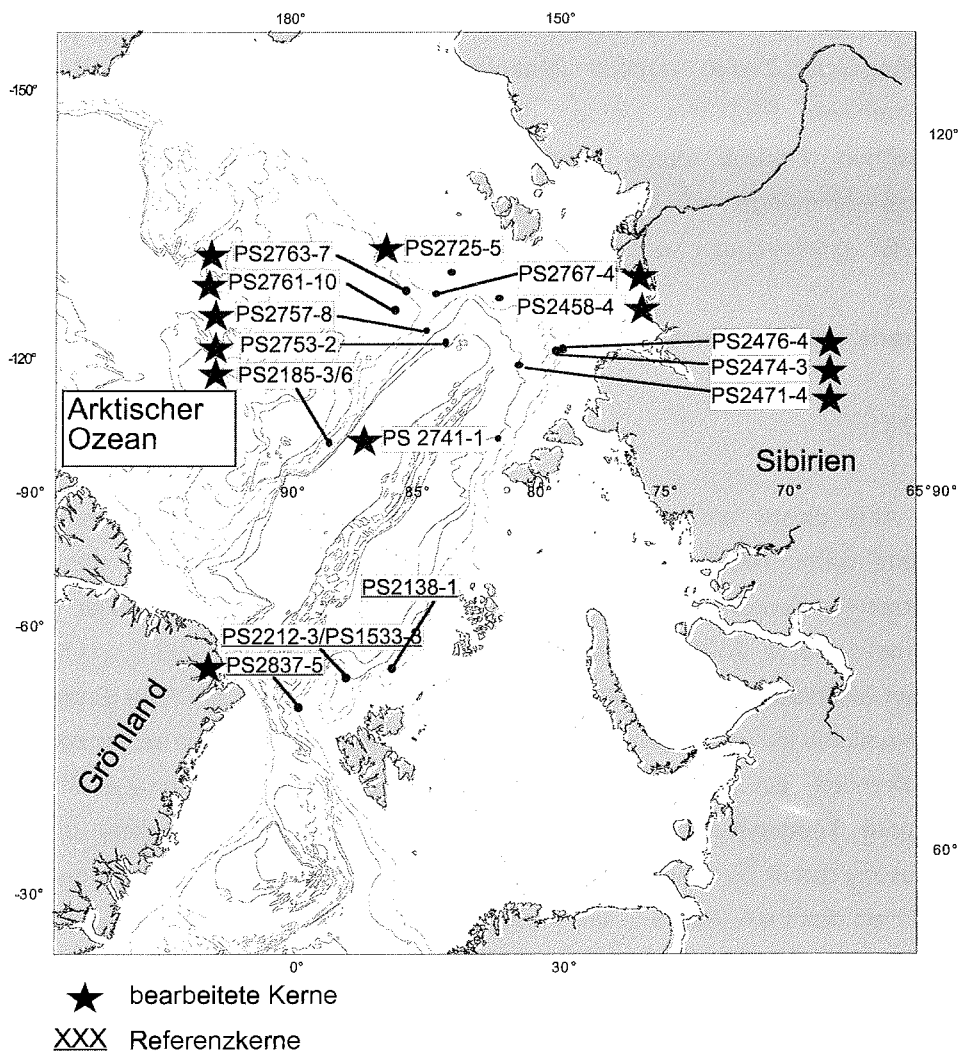 180°
150°
-150°
120°
PS2763-7
PS2725-5
PS2761-10
PS2767-4
PS2757-8
PS2458-4
PS2753-2
PS2476-4
-120°
PS2185-3/6
PS2474-3
PS2471-4
Arktischer
Ozean
PS 2741-1
Sibirien
-90°
90°
85°
80°
75°
70°
65°
90°
PS2138-1
-60°
PS2212-3/PS1533-3
PS2837-5
Grönland
60°
-30°
0°
30°
bearbeitete Kerne
XXX Referenzkerne